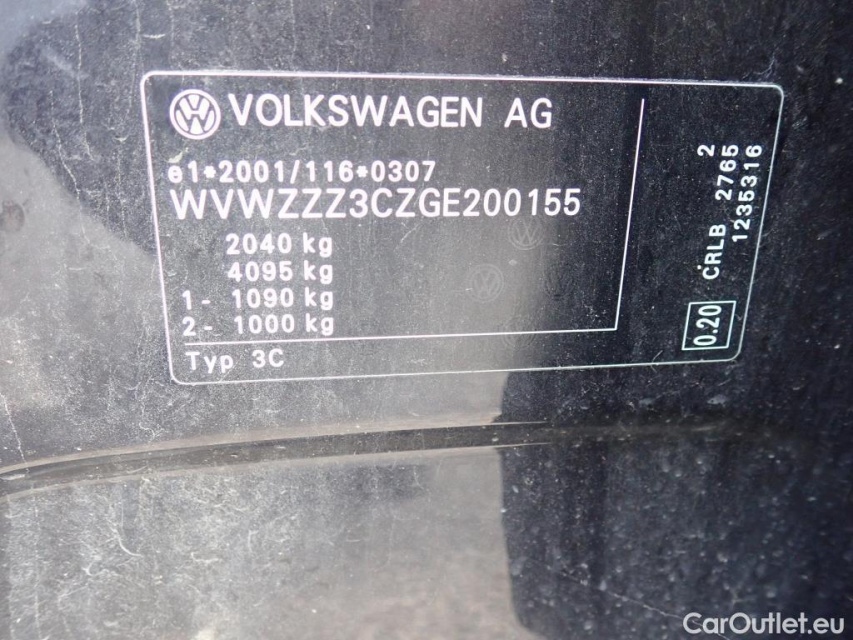 VOLKSWAGEN AG
e1*2001/116*0307
WVWZZZ3CZGE200155
2040 kg
4095 kg
1- 1090 kg
2- 1000 kg
Typ 3C
2
CRLB 2765
1235316
0.20
CarOutlet.eu